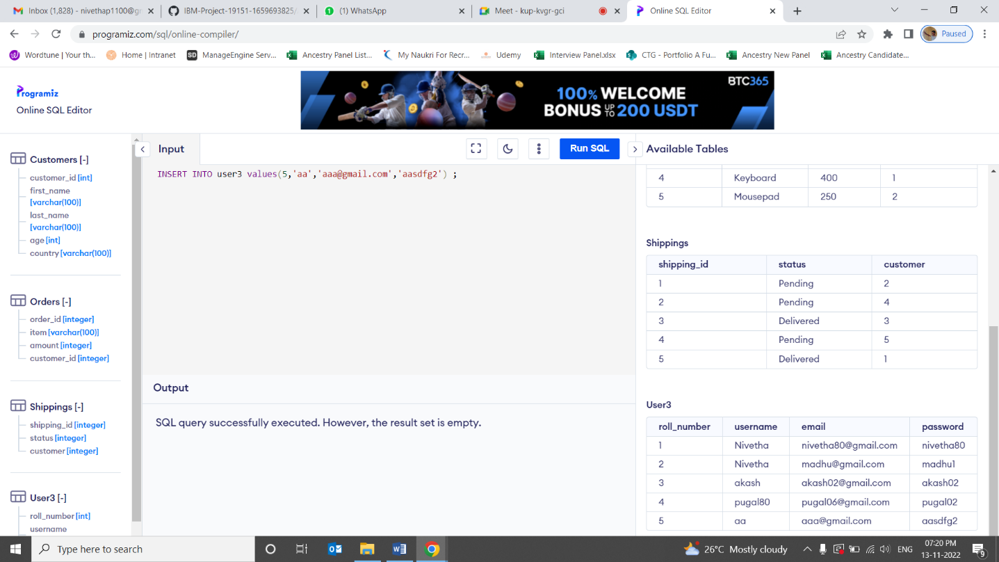 Inbox (1,828) - nivethap1100@gm
IBM-Project-19151-1659693825/
(1) WhatsApp
Meet - kup-kvgr-gci
Online SQL Editor
programiz.com/sql/online-compiler/
Paused
Wordtune | Your th...
Home | Intranet
SD
ManageEngine Serv...
Ancestry Panel List...
My Naukri For Recr...
Udemy
Interview Panel.xlsx
CTG - Portfolio A Fu...
Ancestry New Panel
Ancestry Candidate...
Programiz
Online SQL Editor
BTC365
100% WELCOME
BONUS UP TO 200 USDT
Customers [-]
customer_id [int]
first_name
[varchar(100)]
last_name
[varchar(100)]
age [int]
country [varchar(100)]
Orders [-]
order_id [integer]
item [varchar(100)]
amount [integer]
customer_id [integer]
Shippings [-]
shipping_id [integer]
status [integer]
customer [integer]
User3 [-]
roll_number [int]
username
Input
Run SQL
INSERT INTO user3 values(5,'aa','aaa@gmail.com','aasdfg2') ;
Output
SQL query successfully executed. However, the result set is empty.
Available Tables
4 Keyboard 400 1
5 Mousepad 250 2
Shippings
shipping_id status customer
1 Pending 2
2 Pending 4
3 Delivered 3
4 Pending 5
5 Delivered 1
User3
roll_number username email password
1 Nivetha nivetha80@gmail.com nivetha80
2 Nivetha madhu@gmail.com madhu1
3 akash akash02@gmail.com akash02
4 pugal80 pugal06@gmail.com pugal02
5 aa aaa@gmail.com aasdfg2
Type here to search
26°C Mostly cloudy
ENG
07:20 PM
13-11-2022
9